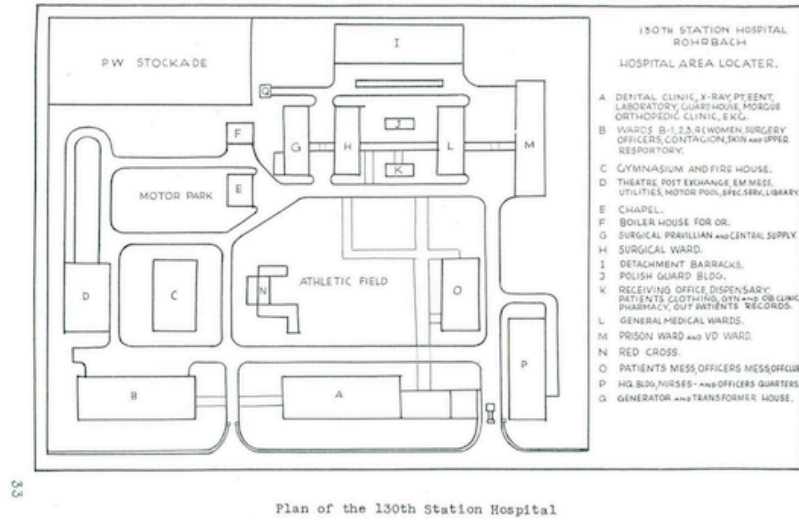 130TH STATION HOSPITAL
ROHRBACH
HOSPITAL AREA LOCATER.
A DENTAL CLINIC, X-RAY, PT, EENT,
LABORATORY, GUARD HOUSE, MORGUE
ORTHOPEDIC CLINIC, EKG.
B WARDS B-1,2,3,4(WOMEN, SURGERY
OFFICERS, CONTAGION, SKIN AND UPPER
RESPORTORY.
C GYMNASIUM AND FIRE HOUSE.
D THEATRE, POST EXCHANGE, EM MESS,
UTILITIES, MOTOR POOL, SPEC. SERV., LIBRARY
E CHAPEL.
F BOILER HOUSE FOR OR.
G SURGICAL PRAVILLIAN AND CENTRAL SUPPLY.
H SURGICAL WARD.
I DETACHMENT BARRACKS.
J POLISH GUARD BLDG.
K RECEIVING OFFICE, DISPENSARY
PATIENTS CLOTHING, GYN AND OB CLINIC
PHARMACY, OUT PATIENTS RECORDS.
L GENERAL MEDICAL WARDS.
M PRISON WARD AND VD WARD.
N RED CROSS.
O PATIENTS MESS, OFFICERS MESS, OFF CLUB
P HQ. BLDG, NURSES- AND OFFICERS QUARTERS
Q GENERATOR AND TRANSFORMER HOUSE.
PW STOCKADE
I
Q
J
F
G
H
L
M
K
MOTOR PARK
E
ATHLETIC FIELD
D
C
N
O
P
B
A
33
Plan of the 130th Station Hospital